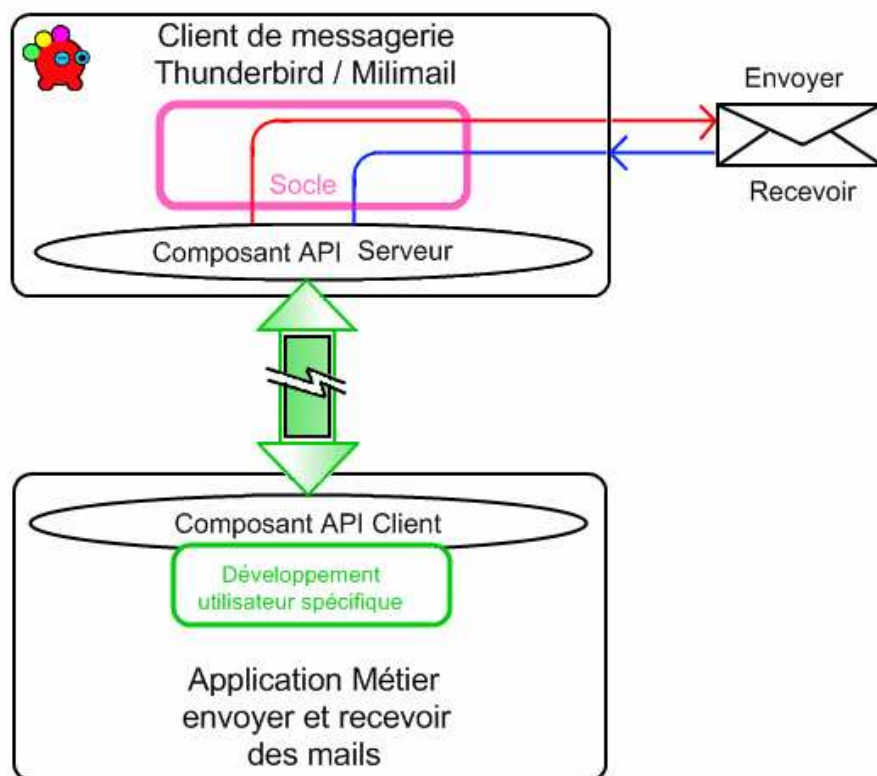 Client de messagerie
Thunderbird / Milimail
Envoyer
Socle
Recevoir
Composant API Serveur
Composant API Client
Développement
utilisateur spécifique
Application Métier
envoyer et recevoir
des mails